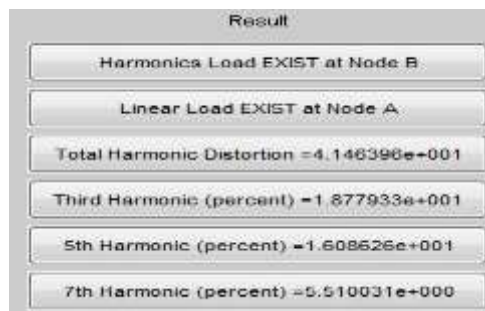 Result
Harmonics Load EXIST at Node B
Linear Load EXIST at Node A
Total Harmonic Distortion =4.146396e+001
Third Harmonic (percent) =1.877933e+001
5th Harmonic (percent) =1.608626e+001
7th Harmonic (percent) =5.510031e+000